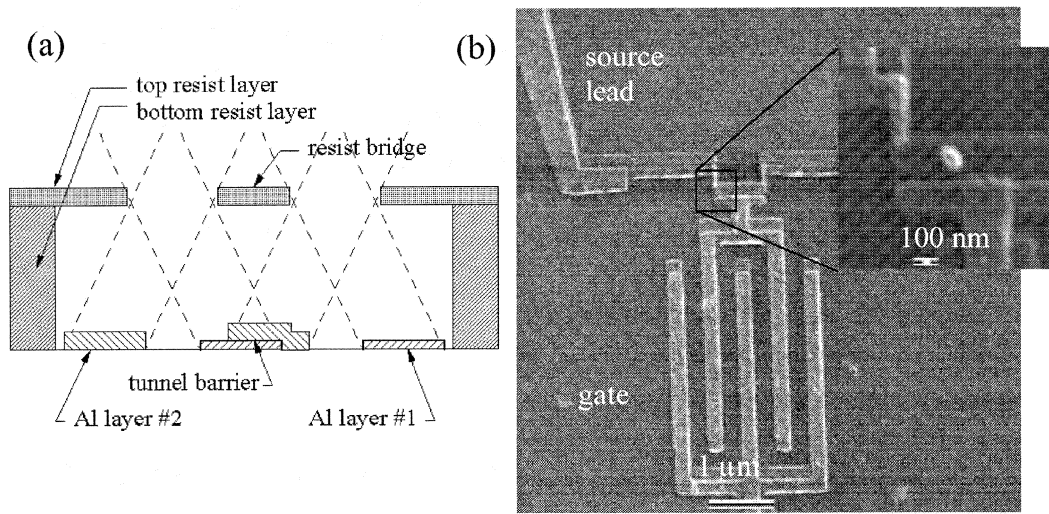 (a)
top resist layer
bottom resist layer
resist bridge
tunnel barrier
Al layer #2
Al layer #1
(b)
source
lead
100 nm
gate
1 μm